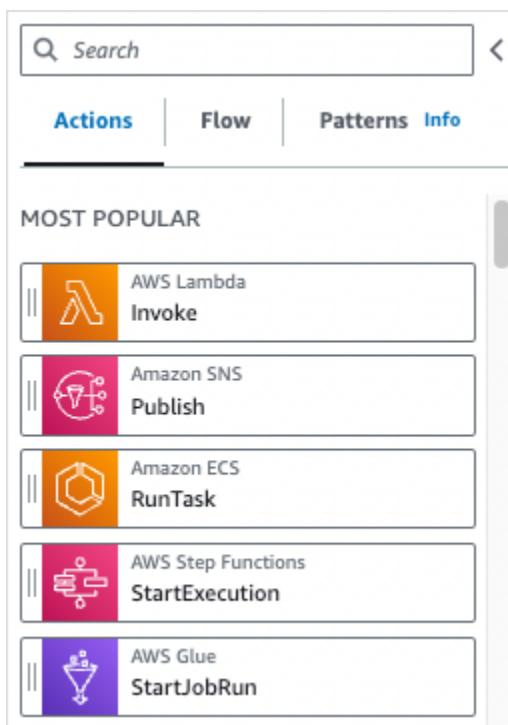 Search
Actions Flow Patterns Info
MOST POPULAR
AWS Lambda
Invoke
Amazon SNS
Publish
Amazon ECS
RunTask
AWS Step Functions
StartExecution
AWS Glue
StartJobRun